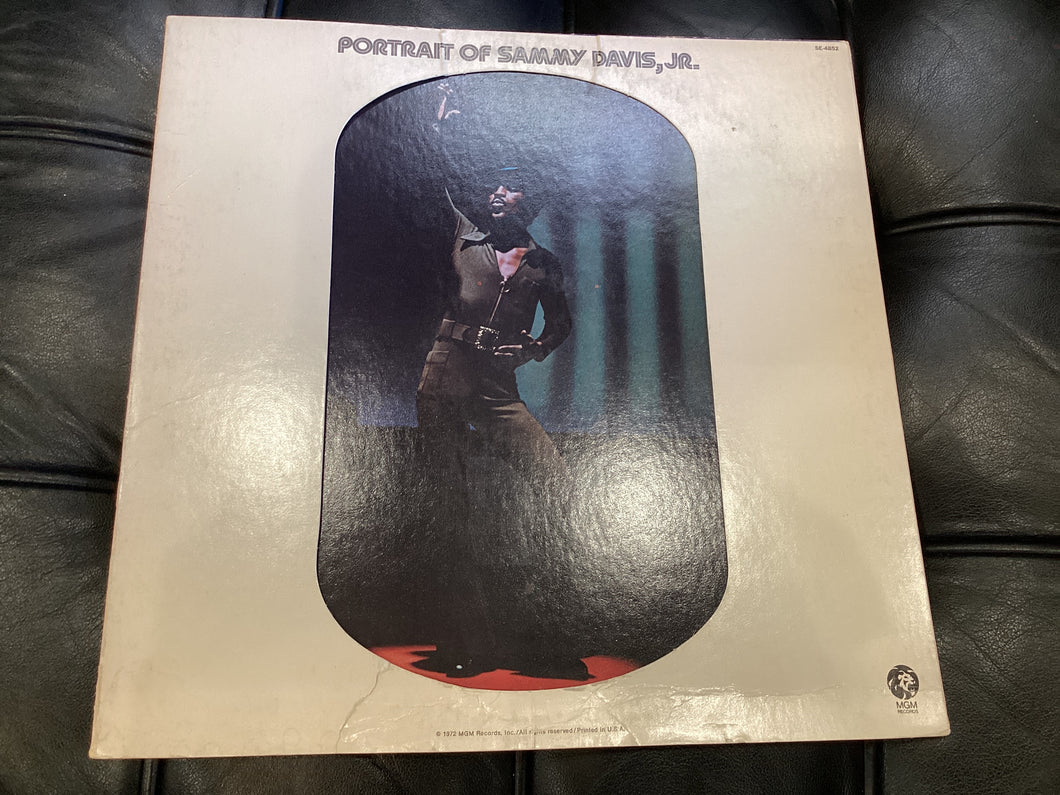 PORTRAIT OF SAMMY DAVIS, JR.
SE-4852
MGM
RECORDS
© 1972 MGM Records, Inc./All rights reserved/Printed in U.S.A.